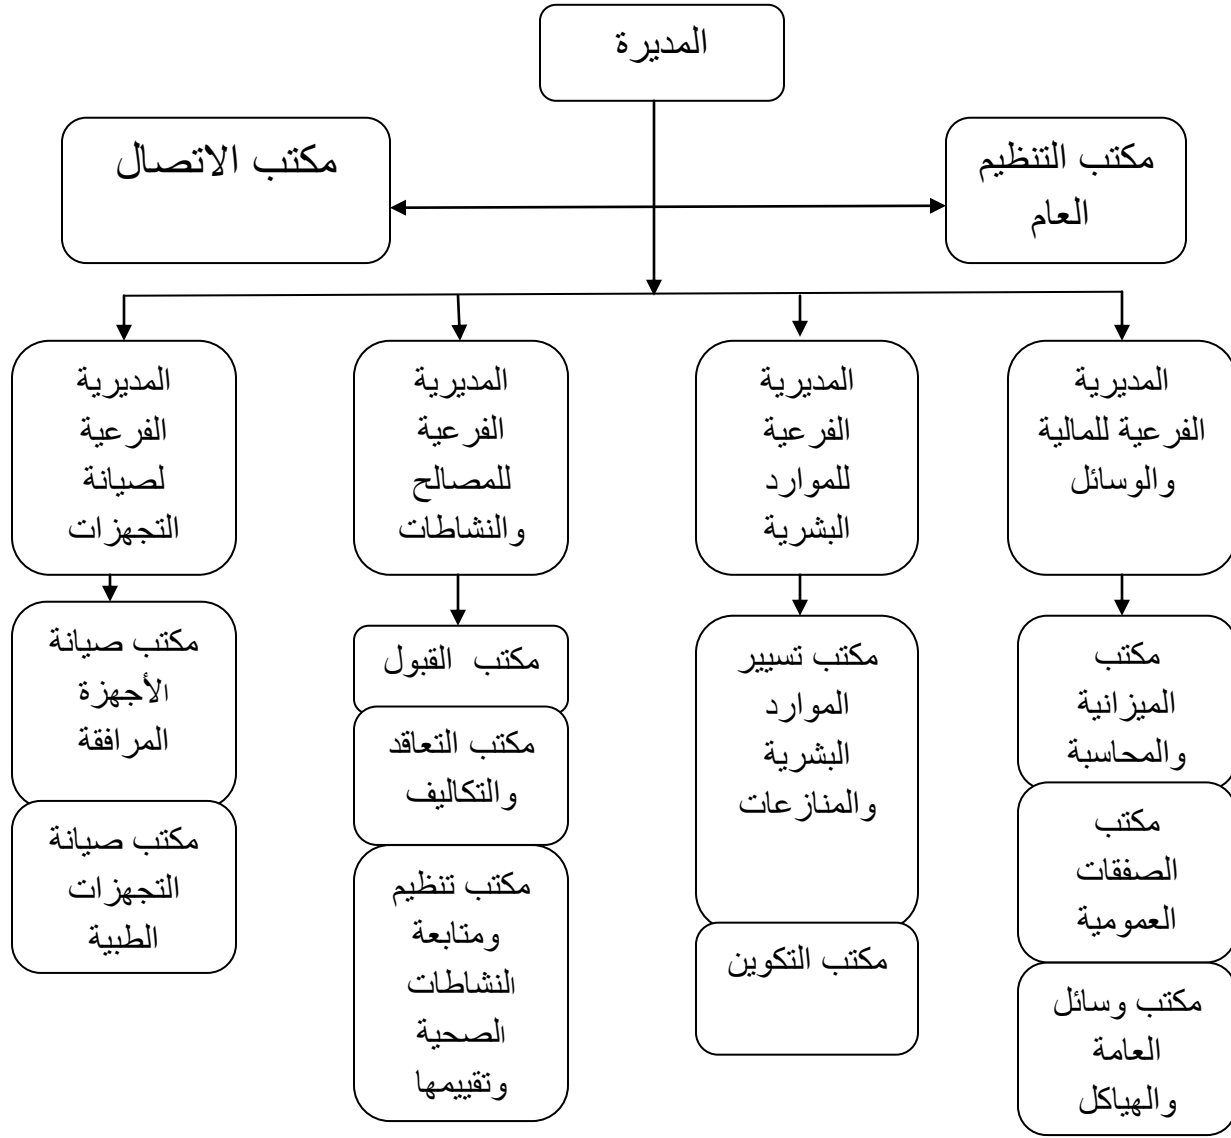 المديرة
مكتب التنظيم
العام
مكتب الاتصال
المديرية
الفرعية للمالية
والوسائل
المديرية
الفرعية
للموارد
البشرية
المديرية
الفرعية
للمصالح
والنشاطات
المديرية
الفرعية
لصيانة
التجهزات
مكتب
الميزانية
والمحاسبة
مكتب
الصفقات
العمومية
مكتب وسائل
العامة
والهياكل
مكتب تسيير
الموارد
البشرية
والمنازعات
مكتب التكوين
مكتب القبول
مكتب التعاقد
والتكاليف
مكتب تنظيم
ومتابعة
النشاطات
الصحية
وتقييمها
مكتب صيانة
الأجهزة
المرافقة
مكتب صيانة
التجهزات
الطبية